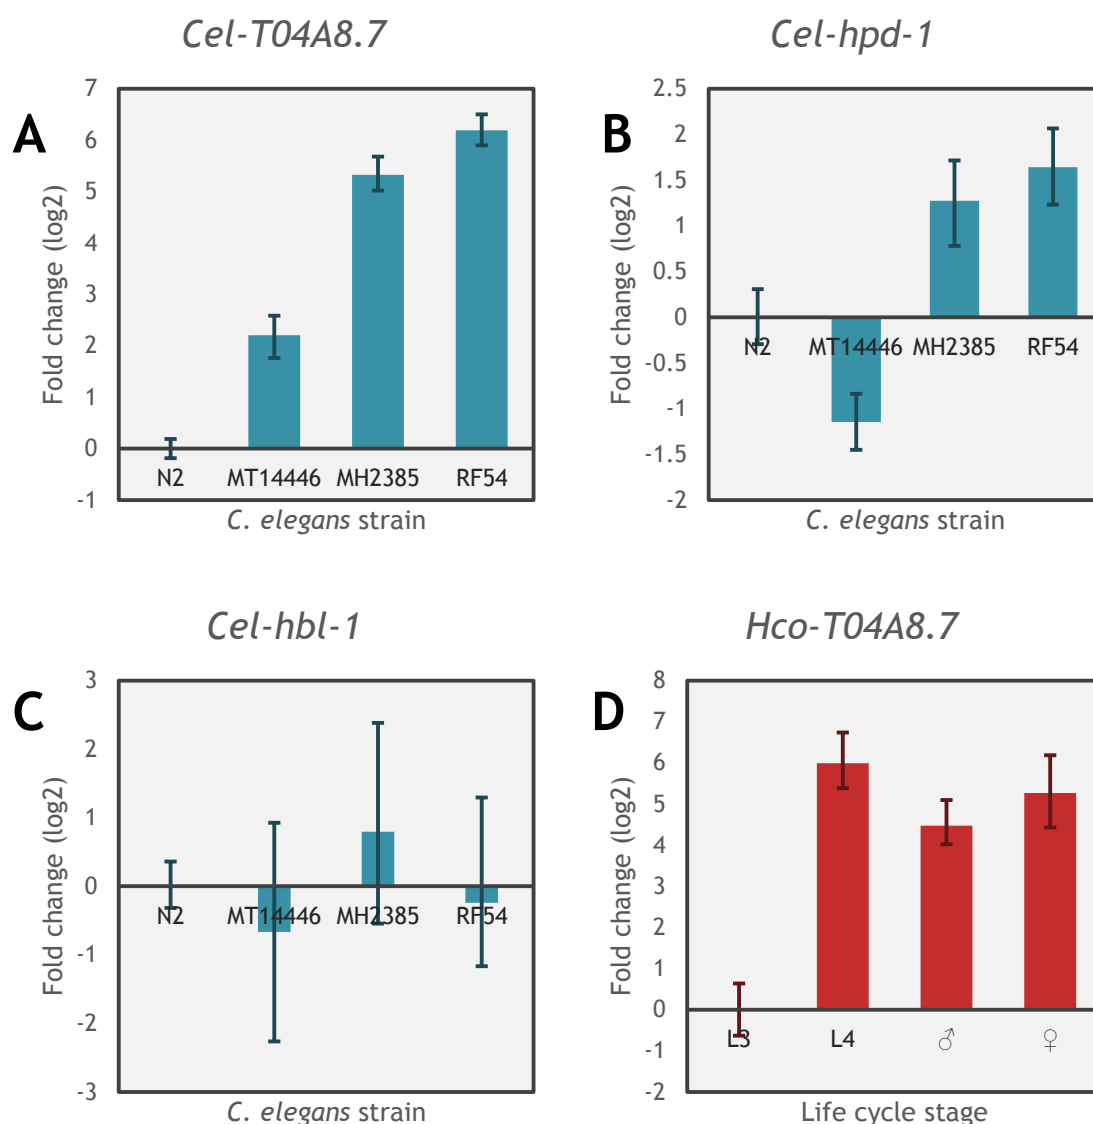 Cel-T04A8.7
A
Fold change (log2)
7
6
5
4
3
2
1
0
-1
N2 MT14446 MH2385 RF54
C. elegans strain
Cel-hpd-1
B
Fold change (log2)
2.5
2
1.5
1
0.5
0
-0.5
-1
-1.5
-2
N2 MT14446 MH2385 RF54
C. elegans strain
Cel-hbl-1
C
Fold change (log2)
3
2
1
0
-1
-2
-3
N2 MT14446 MH2385 RF54
C. elegans strain
Hco-T04A8.7
D
Fold change (log2)
8
7
6
5
4
3
2
1
0
-1
-2
L3 L4 ♂ ♀
Life cycle stage